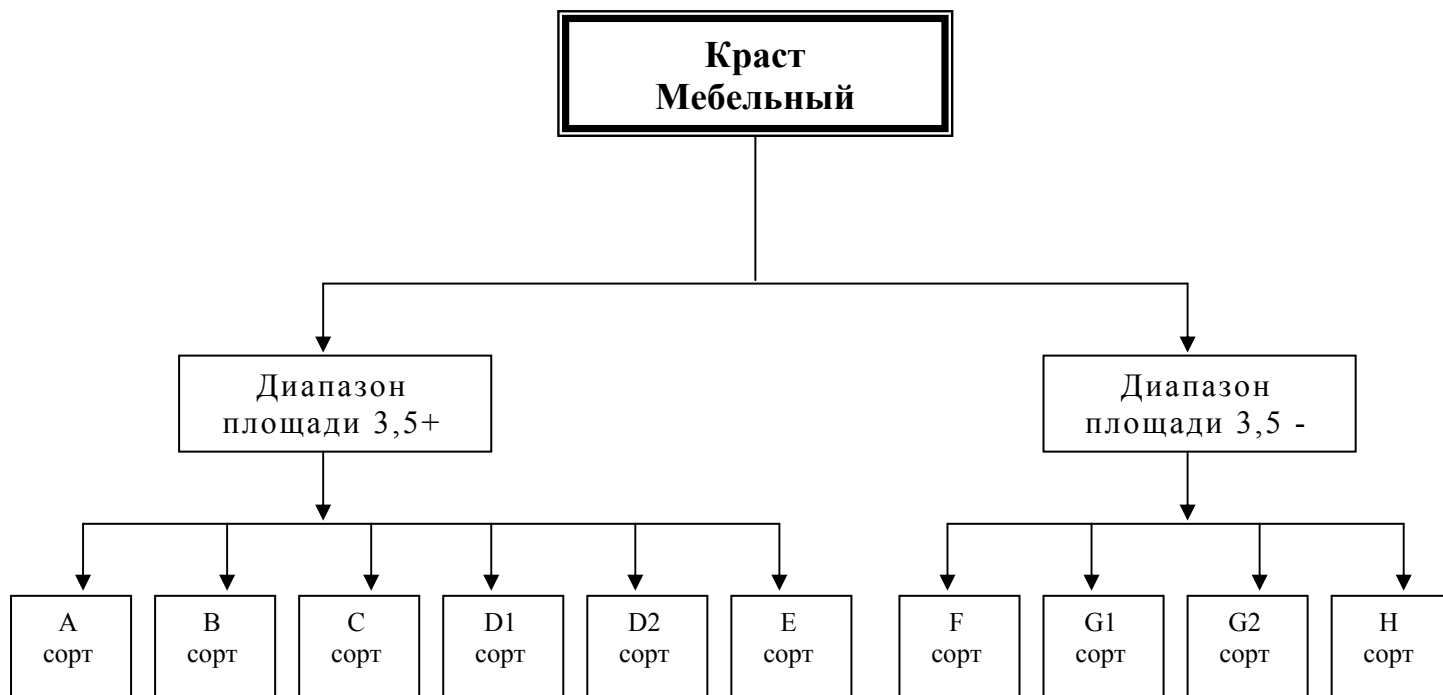 Краст
Мебельный
Диапазон
площади 3,5+
Диапазон
площади 3,5 -
A
сорт
B
сорт
C
сорт
D1
сорт
D2
сорт
E
сорт
F
сорт
G1
сорт
G2
сорт
H
сорт